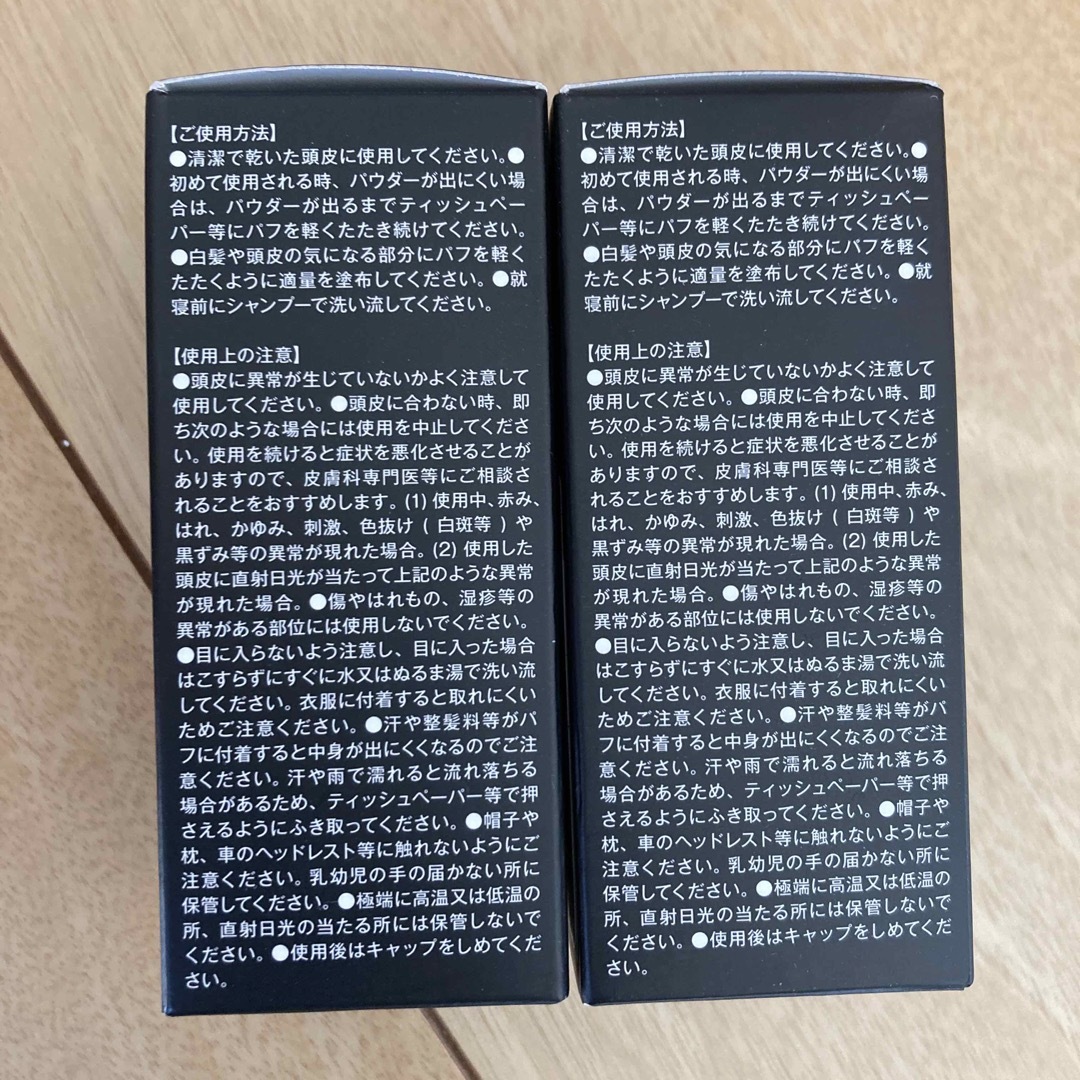 【ご使用方法】
●清潔で乾いた頭皮に使用してください。●
初めて使用される時、パウダーが出にくい場
合は、パウダーが出るまでティッシュペー
パー等にパフを軽くたたき続けてください。
●白髪や頭皮の気になる部分にパフを軽く
たたくように適量を塗布してください。●就
寝前にシャンプーで洗い流してください。
【使用上の注意】
●頭皮に異常が生じていないかよく注意して
使用してください。●頭皮に合わない時、即
ち次のような場合には使用を中止してくださ
い。使用を続けると症状を悪化させることが
ありますので、皮膚科専門医等にご相談さ
れることをおすすめします。(1) 使用中、赤み、
はれ、かゆみ、刺激、色抜け ( 白斑等 ) や
黒ずみ等の異常が現れた場合。(2) 使用した
頭皮に直射日光が当たって上記のような異常
が現れた場合。●傷やはれもの、湿疹等の
異常がある部位には使用しないでください。
●目に入らないよう注意し、目に入った場合
はこすらずにすぐに水又はぬるま湯で洗い流
してください。衣服に付着すると取れにくい
ためご注意ください。●汗や整髪料等がパ
フに付着すると中身が出にくくなるのでご注
意ください。汗や雨で濡れると流れ落ちる
場合があるため、ティッシュペーパー等で押
さえるようにふき取ってください。●帽子や
枕、車のヘッドレスト等に触れないようにご
注意ください。乳幼児の手の届かない所に
保管してください。●極端に高温又は低温の
所、直射日光の当たる所には保管しないで
ください。●使用後はキャップをしめてくだ
さい。
【ご使用方法】
●清潔で乾いた頭皮に使用してください。●
初めて使用される時、パウダーが出にくい場
合は、パウダーが出るまでティッシュペー
パー等にパフを軽くたたき続けてください。
●白髪や頭皮の気になる部分にパフを軽く
たたくように適量を塗布してください。●就
寝前にシャンプーで洗い流してください。
【使用上の注意】
●頭皮に異常が生じていないかよく注意して
使用してください。●頭皮に合わない時、即
ち次のような場合には使用を中止してくださ
い。使用を続けると症状を悪化させることが
ありますので、皮膚科専門医等にご相談さ
れることをおすすめします。(1) 使用中、赤み、
はれ、かゆみ、刺激、色抜け ( 白斑等 ) や
黒ずみ等の異常が現れた場合。(2) 使用した
頭皮に直射日光が当たって上記のような異常
が現れた場合。●傷やはれもの、湿疹等の
異常がある部位には使用しないでください。
●目に入らないよう注意し、目に入った場合
はこすらずにすぐに水又はぬるま湯で洗い流
してください。衣服に付着すると取れにくい
ためご注意ください。●汗や整髪料等がパ
フに付着すると中身が出にくくなるのでご注
意ください。汗や雨で濡れると流れ落ちる
場合があるため、ティッシュペーパー等で押
さえるようにふき取ってください。●帽子や
枕、車のヘッドレスト等に触れないようにご
注意ください。乳幼児の手の届かない所に
保管してください。●極端に高温又は低温の
所、直射日光の当たる所には保管しないで
ください。●使用後はキャップをしめてくだ
さい。